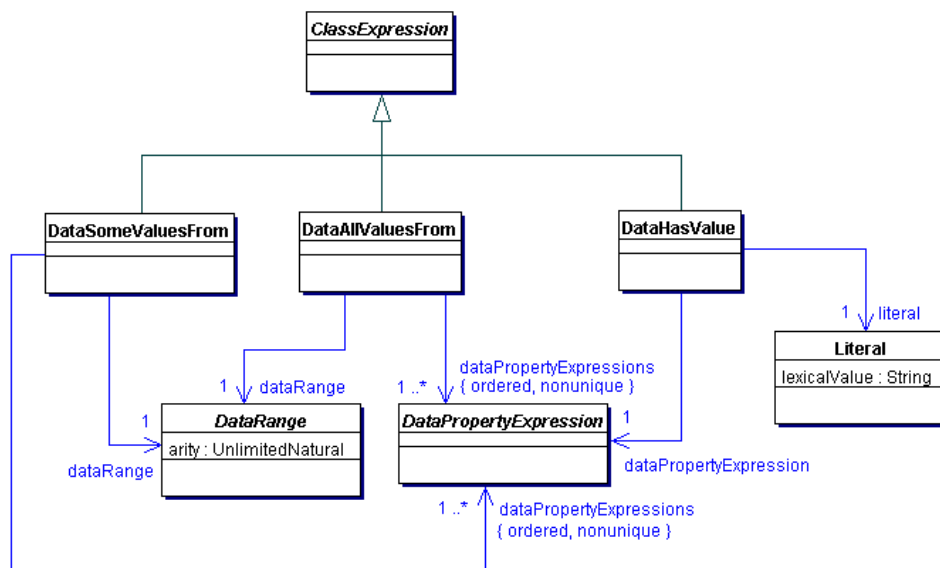 ClassExpression
DataSomeValuesFrom
DataAllValuesFrom
DataHasValue
1
literal
Literal
lexicalValue : String
dataPropertyExpressions
1 ..*
{ ordered, nonunique }
1
dataRange
DataRange
arity : UnlimitedNatural
1
dataRange
DataPropertyExpression
1
dataPropertyExpression
1 ..*
dataPropertyExpressions
{ ordered, nonunique }